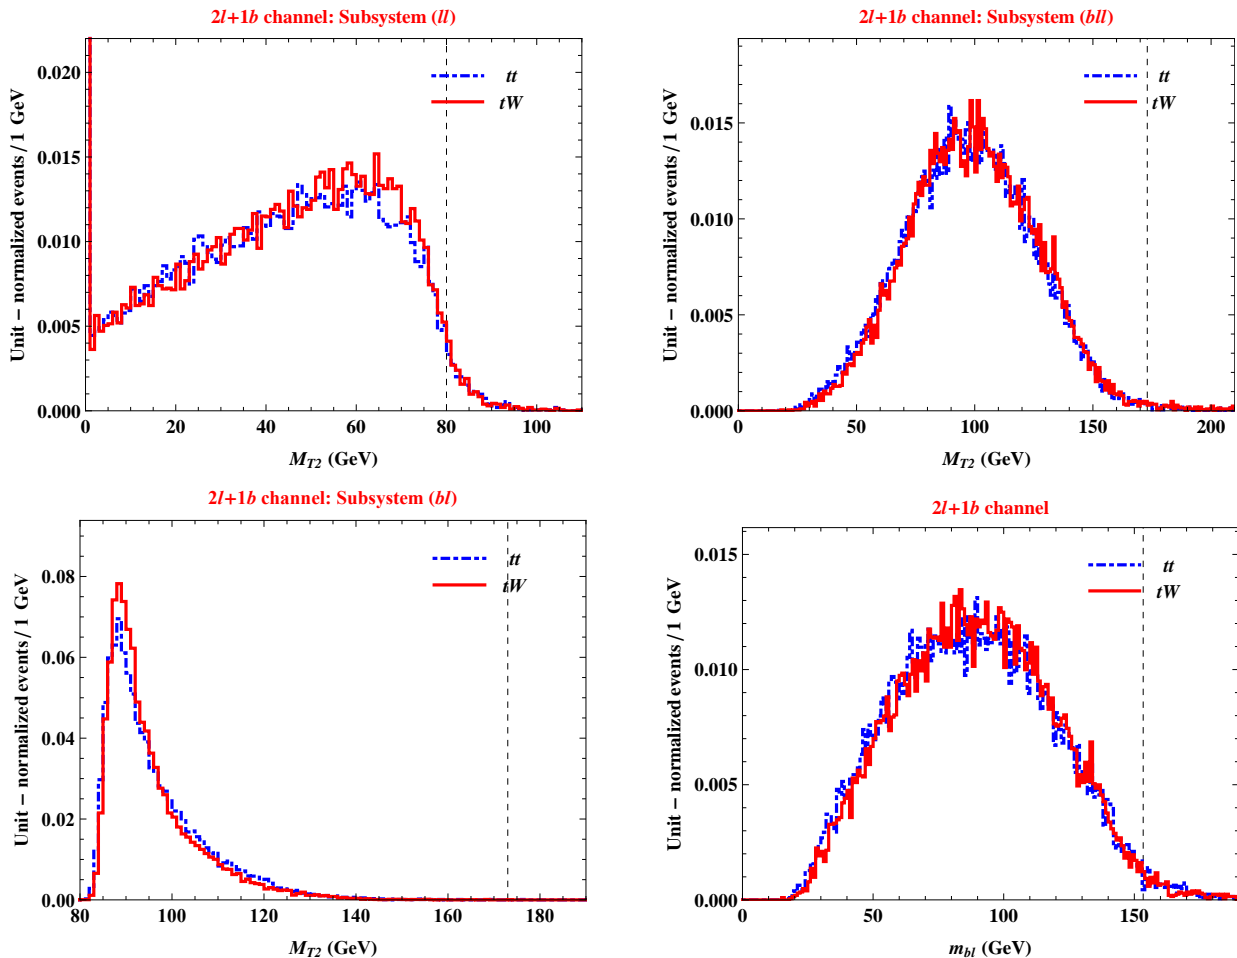 2l+1b channel: Subsystem (ll)
Unit − normalized events / 1 GeV
0.020
0.015
0.010
0.005
0.000
tt
tW
0 20 40 60 80 100
M_T2 (GeV)
2l+1b channel: Subsystem (bll)
Unit − normalized events / 1 GeV
0.015
0.010
0.005
0.000
tt
tW
0 50 100 150 200
M_T2 (GeV)
2l+1b channel: Subsystem (bl)
Unit − normalized events / 1 GeV
0.08
0.06
0.04
0.02
0.00
tt
tW
80 100 120 140 160 180
M_T2 (GeV)
2l+1b channel
Unit − normalized events / 1 GeV
0.015
0.010
0.005
0.000
tt
tW
0 50 100 150
m_bl (GeV)